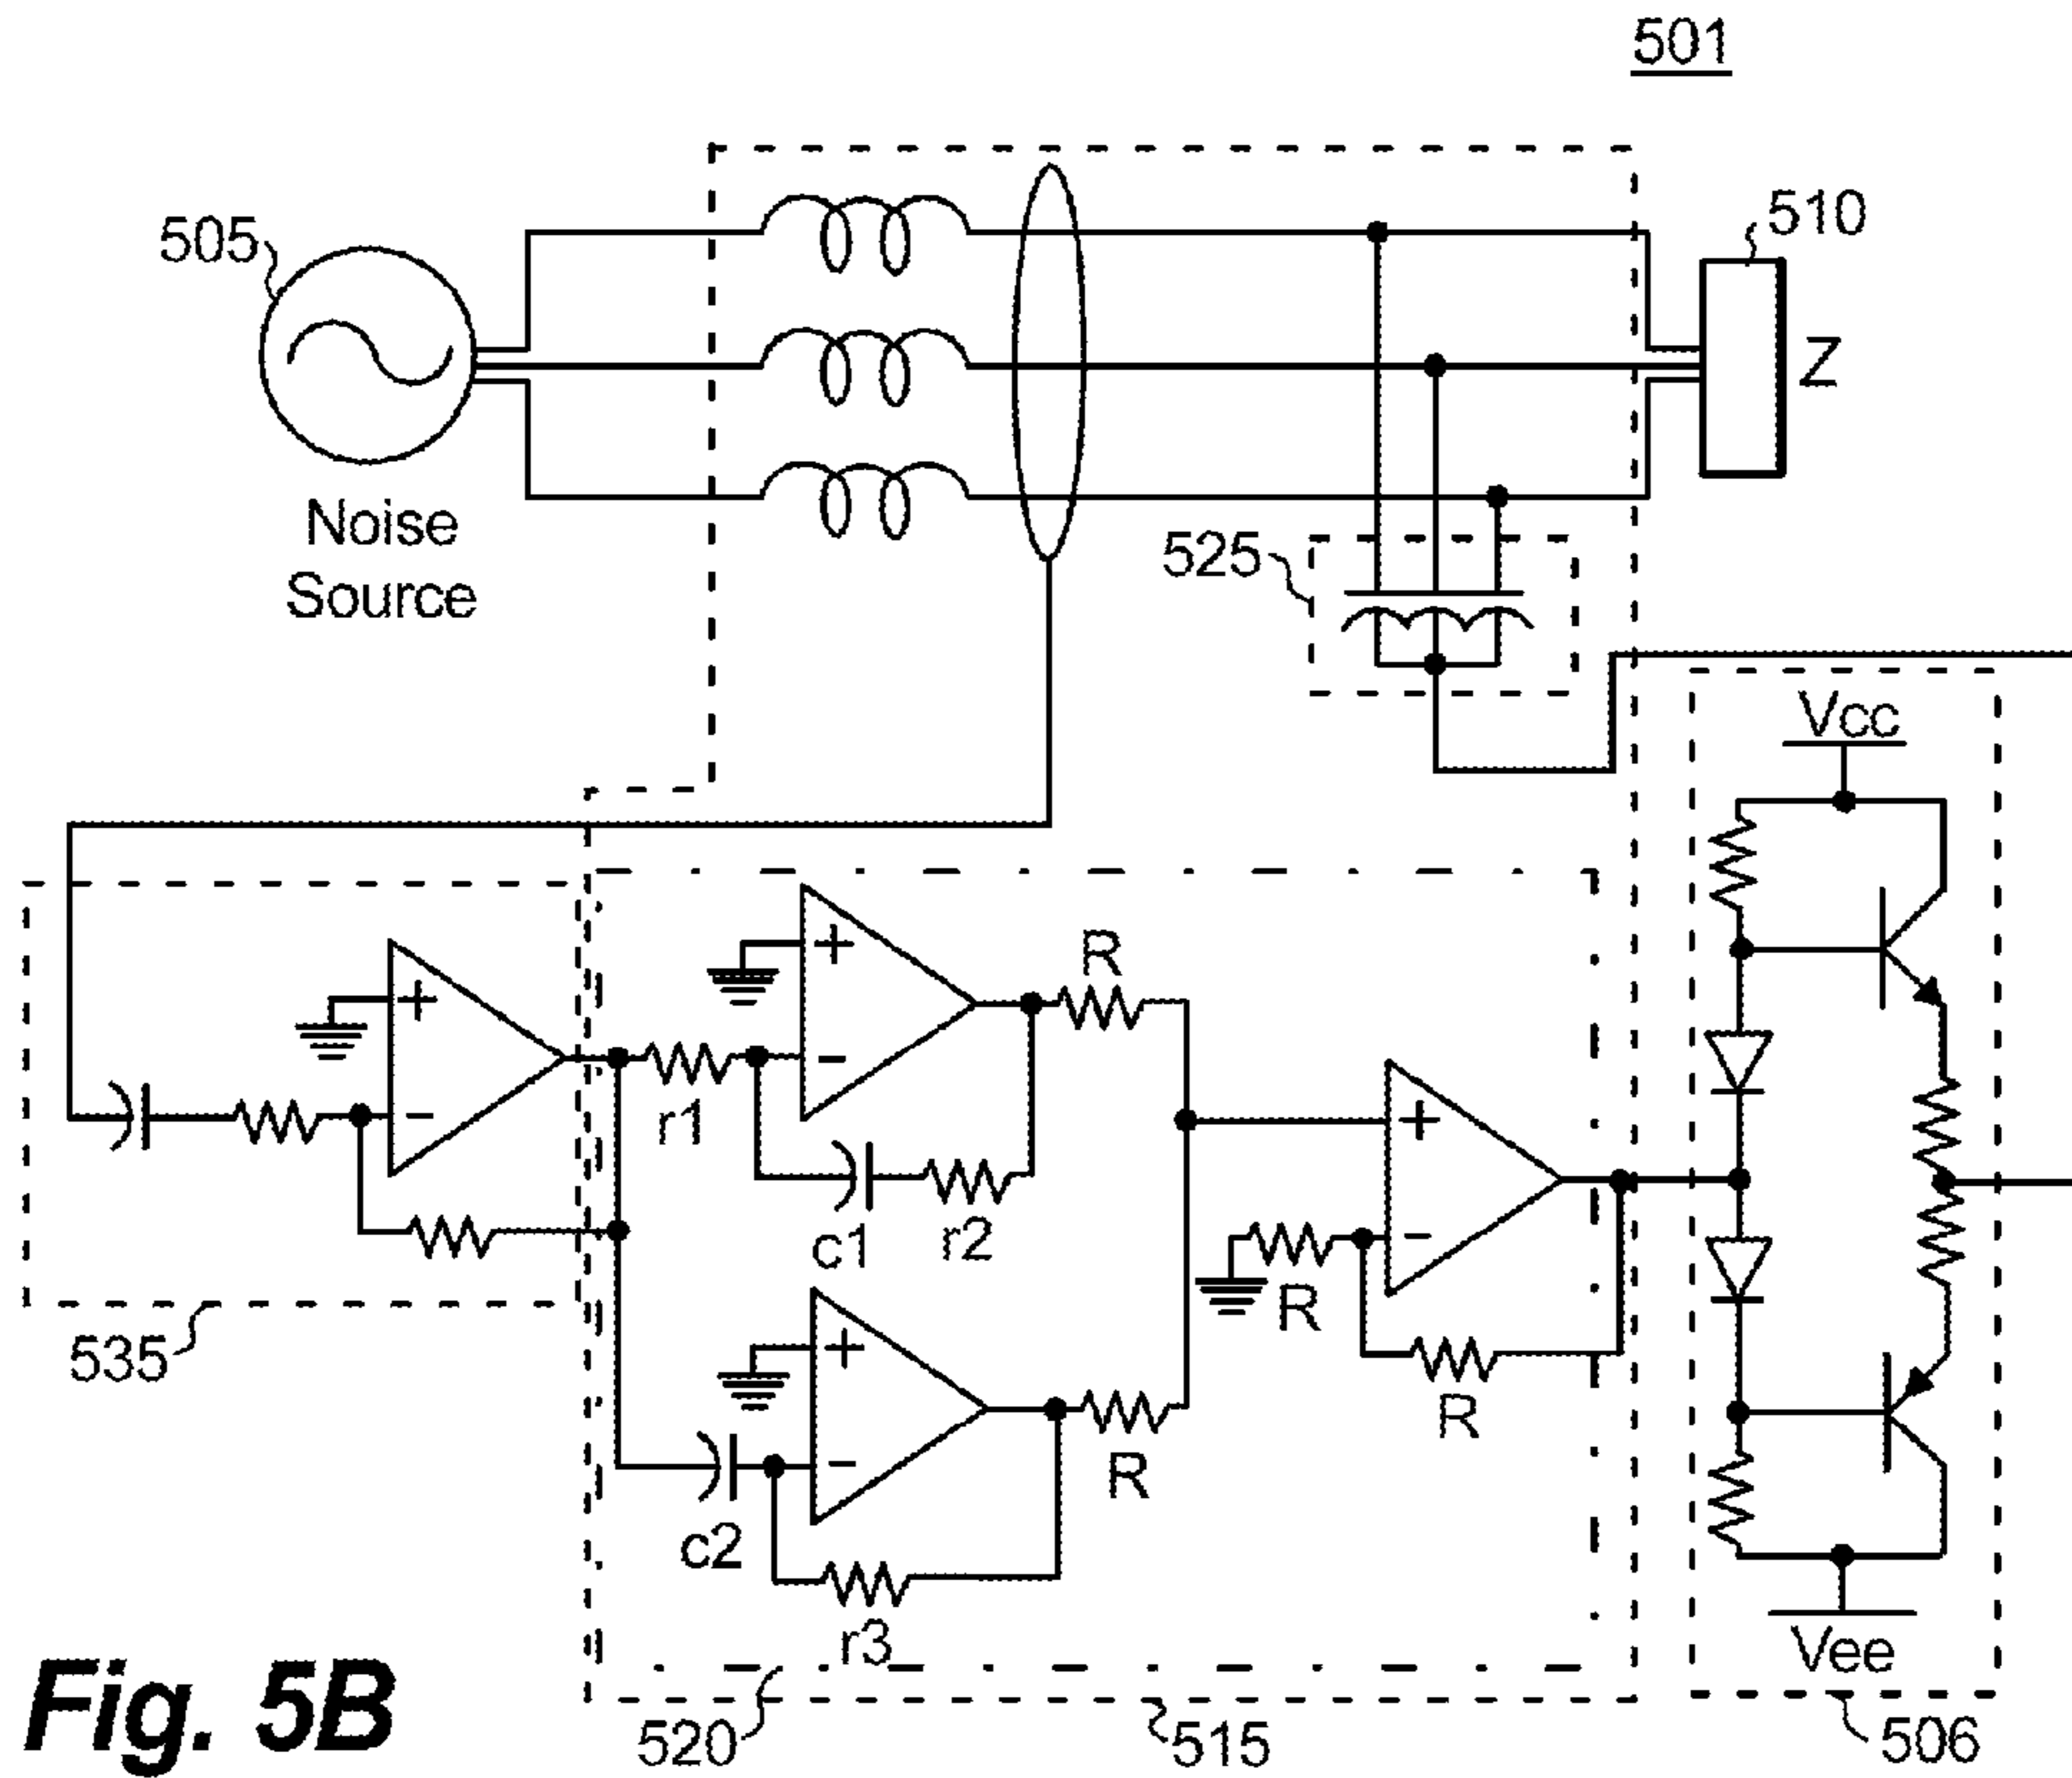 501
505
510
Z
Noise
Source
525
Vcc
+
R
+
-
r1
-
+
c1
r2
-
R
+
R
535
-
R
c2
r3
Vee
Fig. 5B
520
515
506